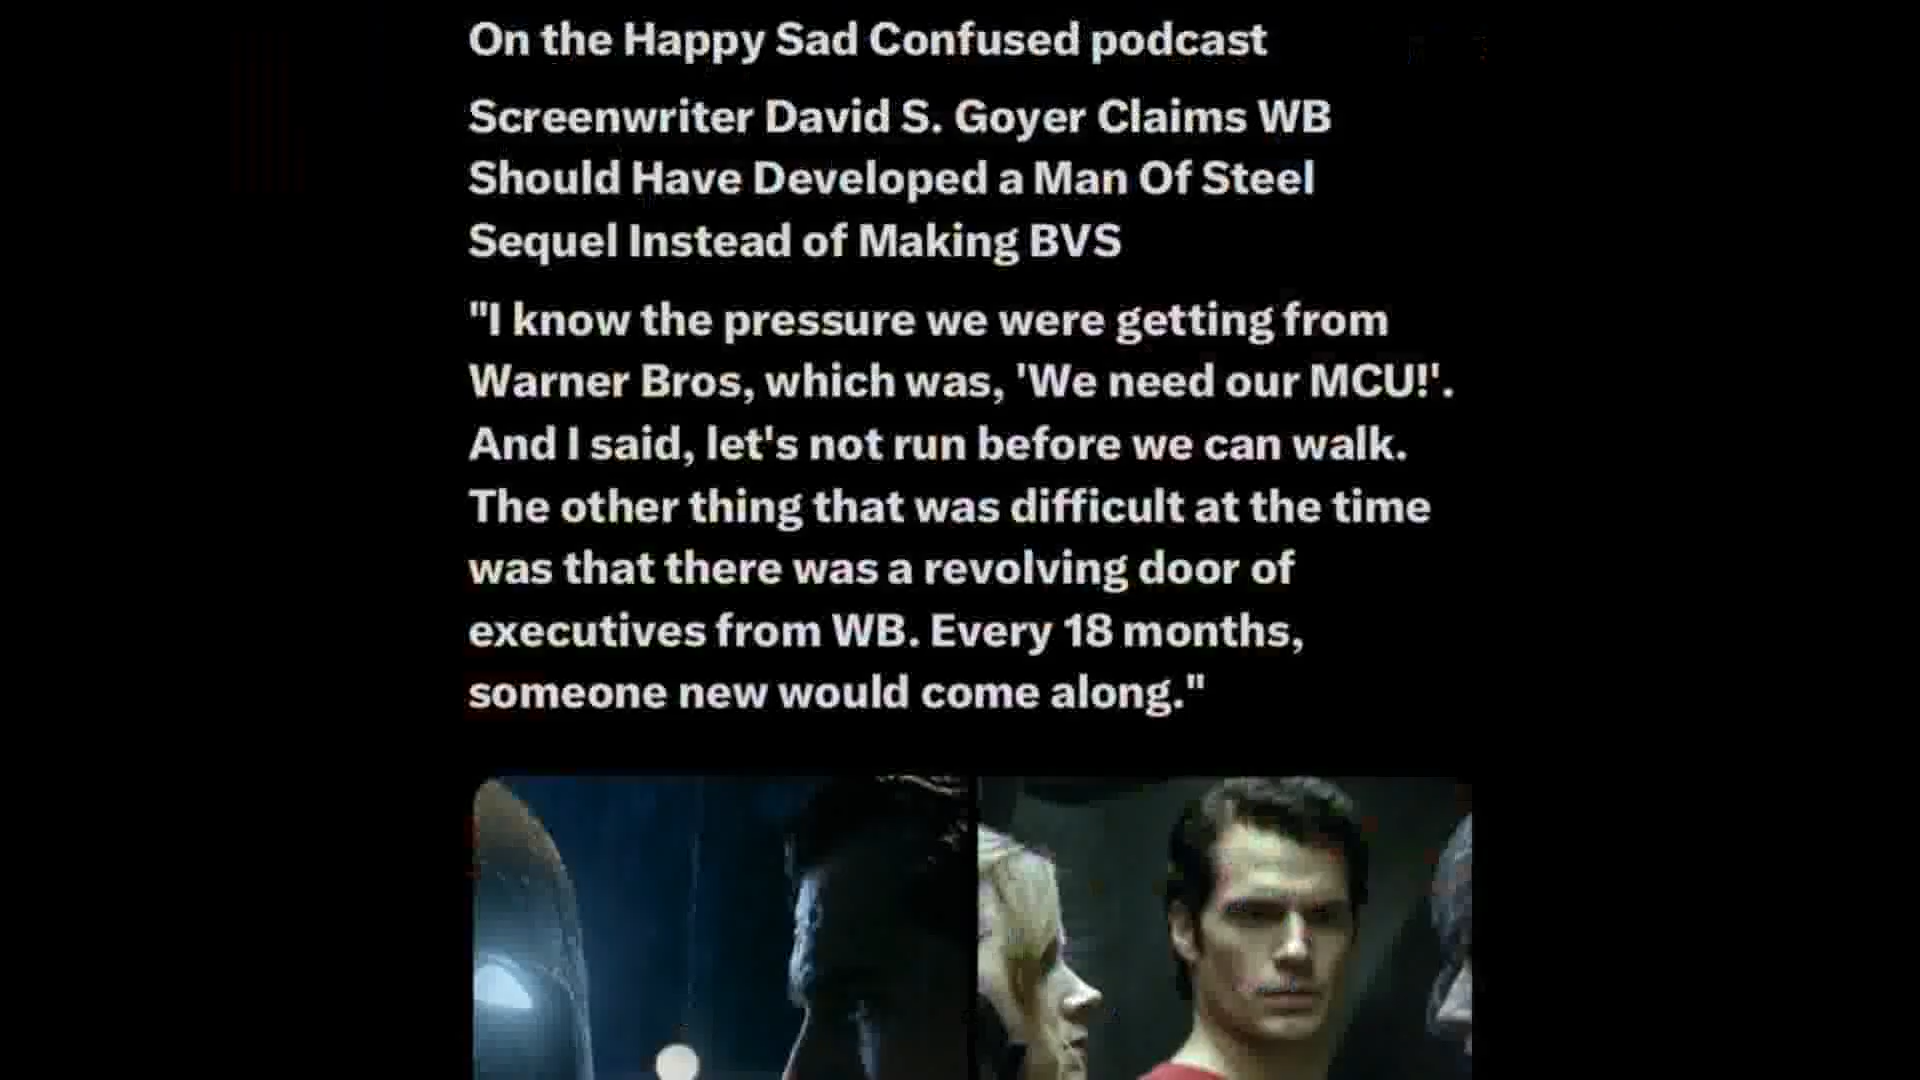 On the Happy Sad Confused podcast
Screenwriter David S. Goyer Claims WB
Should Have Developed a Man Of Steel
Sequel Instead of Making BVS
"I know the pressure we were getting from
Warner Bros, which was, 'We need our MCU!'.
And I said, let's not run before we can walk.
The other thing that was difficult at the time
was that there was a revolving door of
executives from WB. Every 18 months,
someone new would come along."